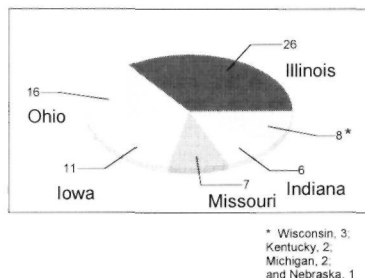 26
Illinois
16
Ohio
8*
11
6
Iowa
7
Indiana
Missouri
* Wisconsin, 3;
Kentucky, 2;
Michigan, 2;
and Nebraska, 1